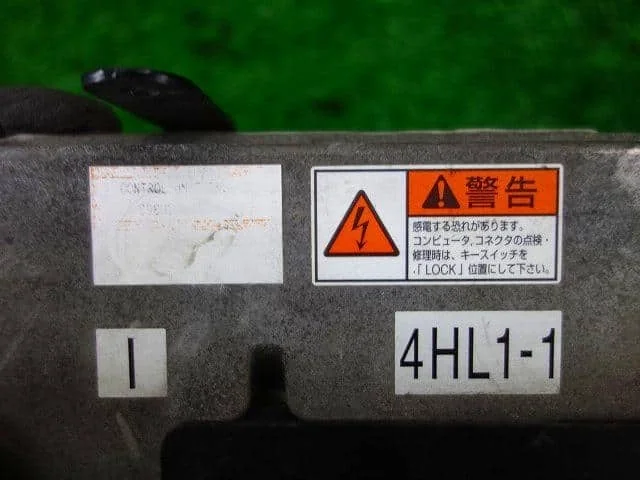 CONTROL
警告
感電する恐れがあります。
コンピュータ,コネクタの点検・
修理時は、キースイッチを
「LOCK」位置にして下さい。
I
4HL1-1